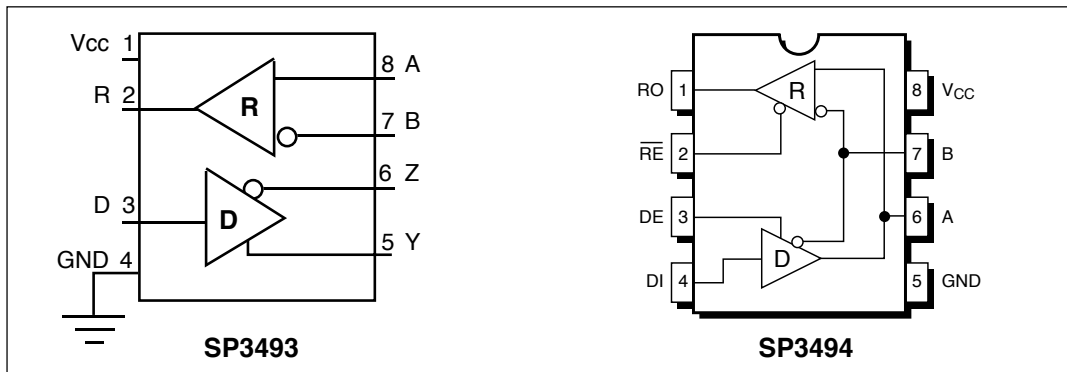 Vcc 1
R 2
D 3
GND 4
8 A
7 B
6 Z
5 Y
R
D
SP3493
RO 1
RE 2
DE 3
DI 4
8 VCC
7 B
6 A
5 GND
R
D
SP3494